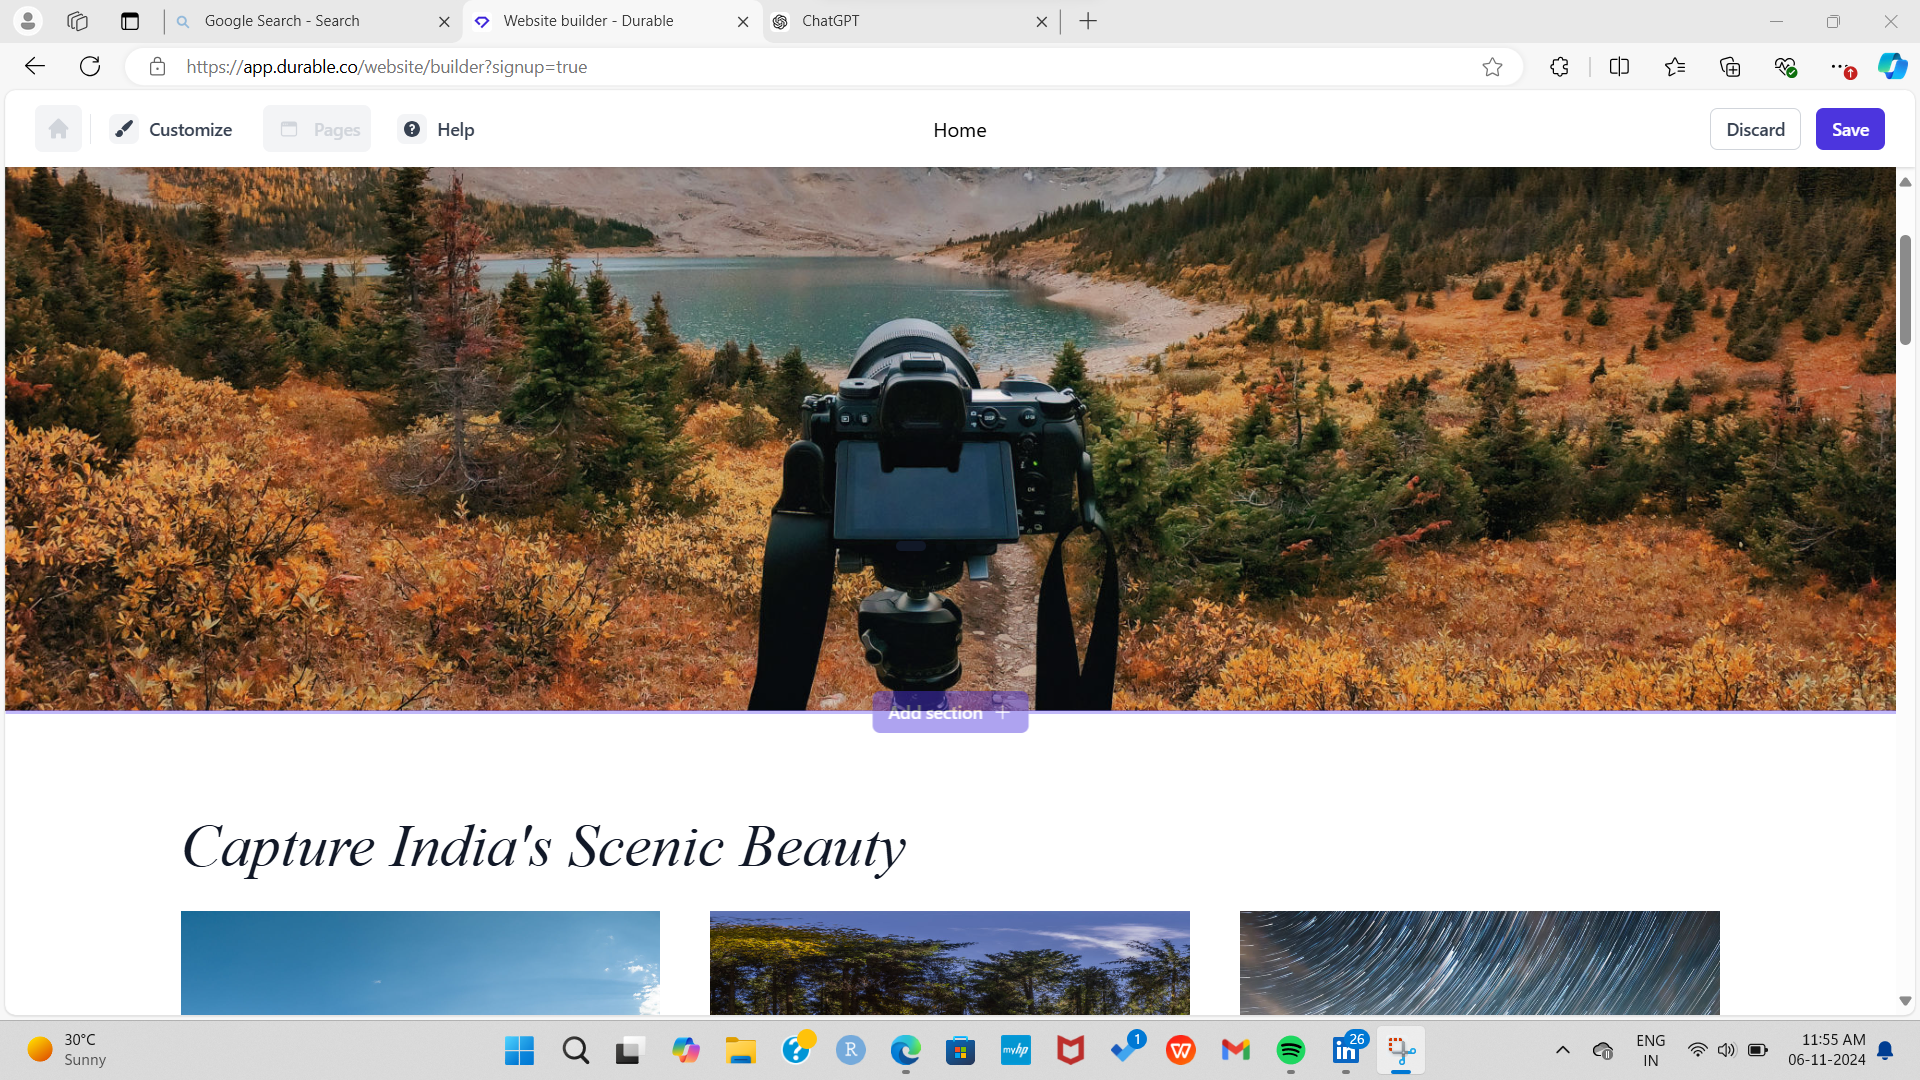 Google Search - Search
Website builder - Durable
ChatGPT
https://app.durable.co/website/builder?signup=true
Customize
Pages
Help
Home
Discard
Save
Add section +
Capture India's Scenic Beauty
30°C
Sunny
R
myhp
1
W
26
in
ENG
IN
11:55 AM
06-11-2024